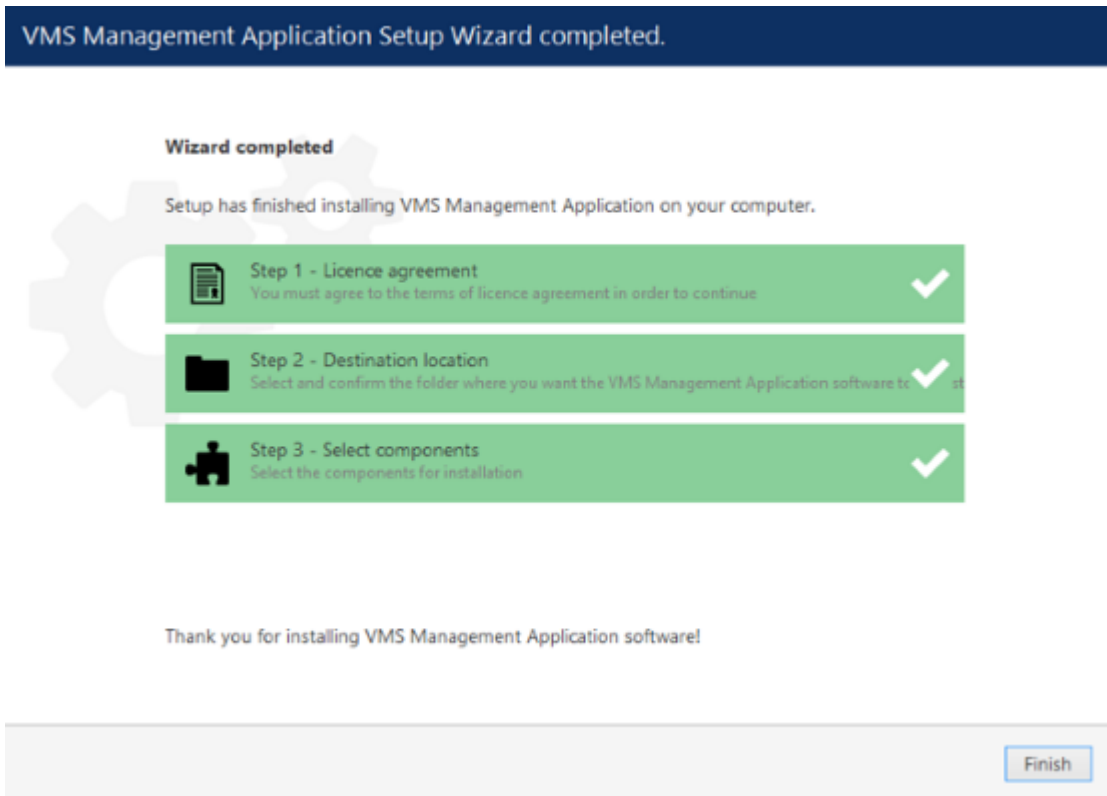 VMS Management Application Setup Wizard completed.
Wizard completed
Setup has finished installing VMS Management Application on your computer.
Step 1 - Licence agreement
You must agree to the terms of licence agreement in order to continue
Step 2 - Destination location
Select and confirm the folder where you want the VMS Management Application software
Step 3 - Select components
Select the components for installation
Thank you for installing VMS Management Application software!
Finish